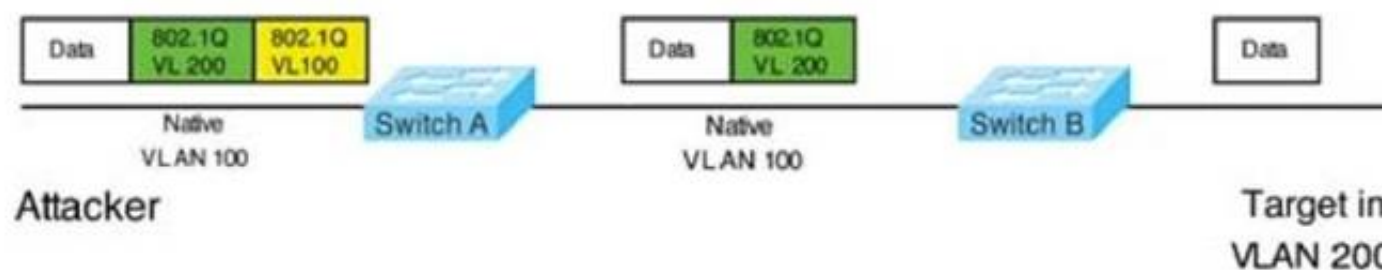 Data
802.1Q
VL 200
802.1Q
VL100
Data
802.1Q
VL 200
Data
Native
VLAN 100
Switch A
Native
VLAN 100
Switch B
Attacker
Target in
VLAN 200